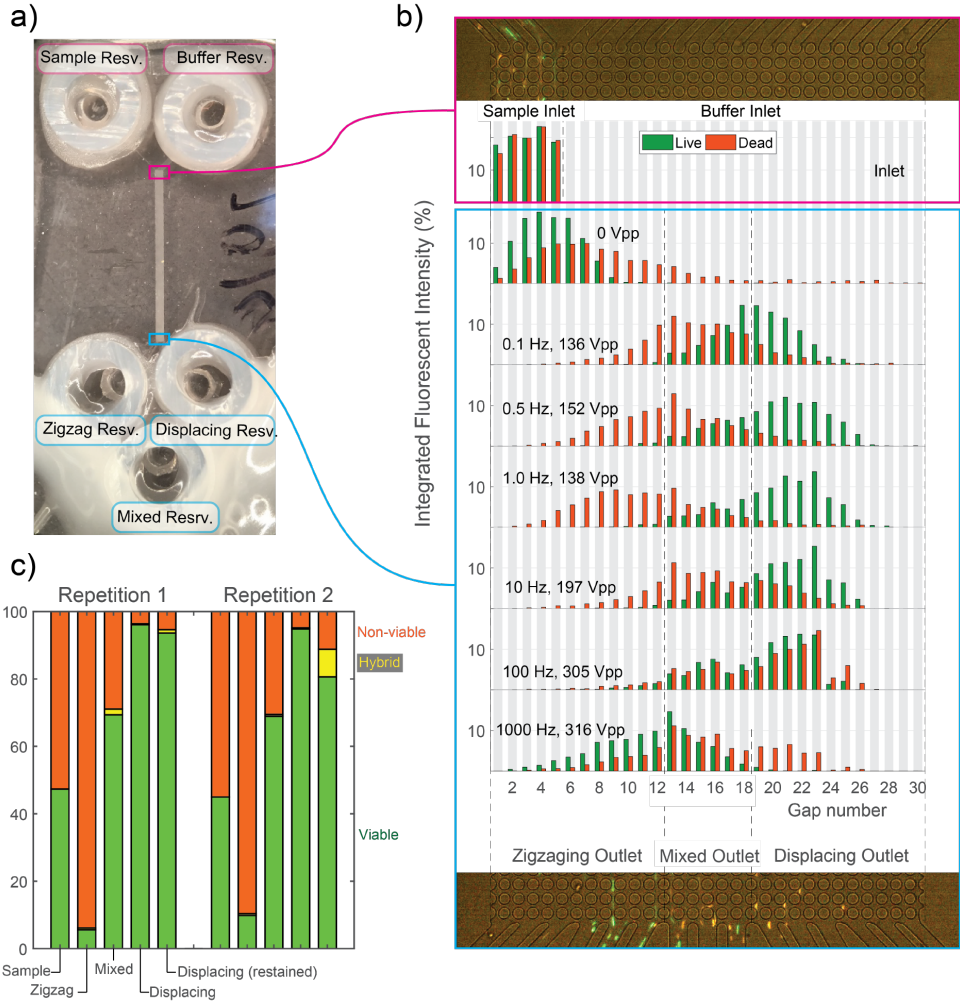 a)
Sample Resv.
Buffer Resv.
Zigzag Resv.
Displacing Resv.
Mixed Resrv.
b)
Sample Inlet
Buffer Inlet
Live
Dead
Inlet
Integrated Fluorescent Intensity (%)
10
0 Vpp
10
0.1 Hz, 136 Vpp
10
0.5 Hz, 152 Vpp
10
1.0 Hz, 138 Vpp
10
10 Hz, 197 Vpp
10
100 Hz, 305 Vpp
10
1000 Hz, 316 Vpp
10
2 4 6 8 10 12 14 16 18 20 22 24 26 28 30
Gap number
Zigzaging Outlet
Mixed Outlet
Displacing Outlet
c)
Repetition 1
Repetition 2
100
80
60
40
20
0
Non-viable
Hybrid
Viable
Sample
Zigzag
Mixed
Displacing
Displacing (restained)